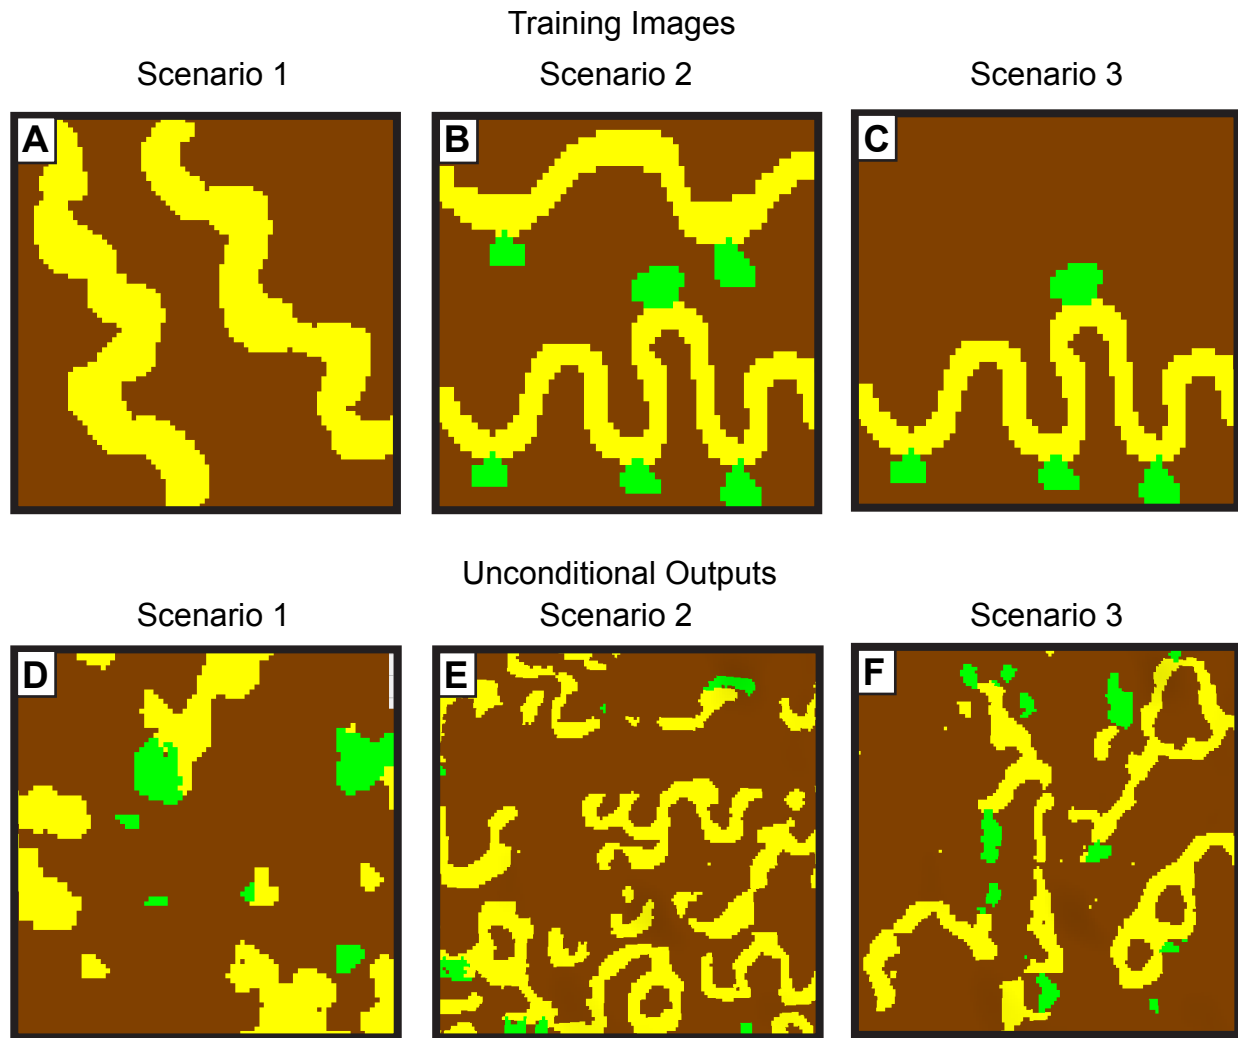 Training Images
Scenario 1
Scenario 2
Scenario 3
A
B
C
Unconditional Outputs
Scenario 1
Scenario 2
Scenario 3
D
E
F